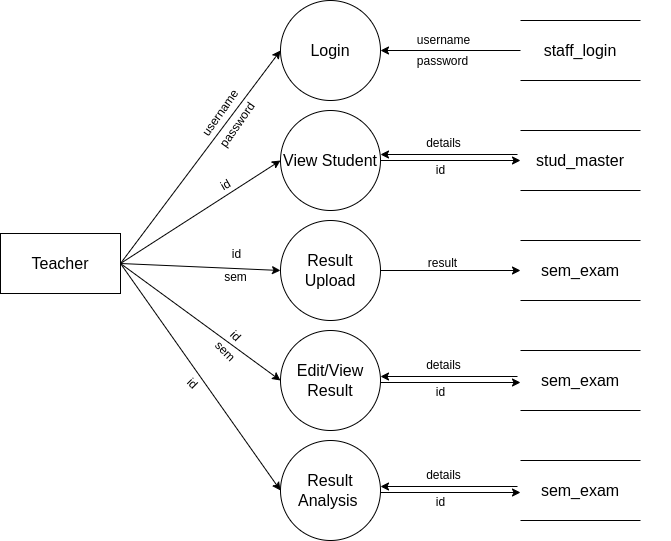 Login
username
password
staff_login
username
password
View Student
details
id
stud_master
id
Teacher
id
sem
Result
Upload
result
sem_exam
id
sem
Edit/View
Result
details
id
sem_exam
id
Result
Analysis
details
id
sem_exam